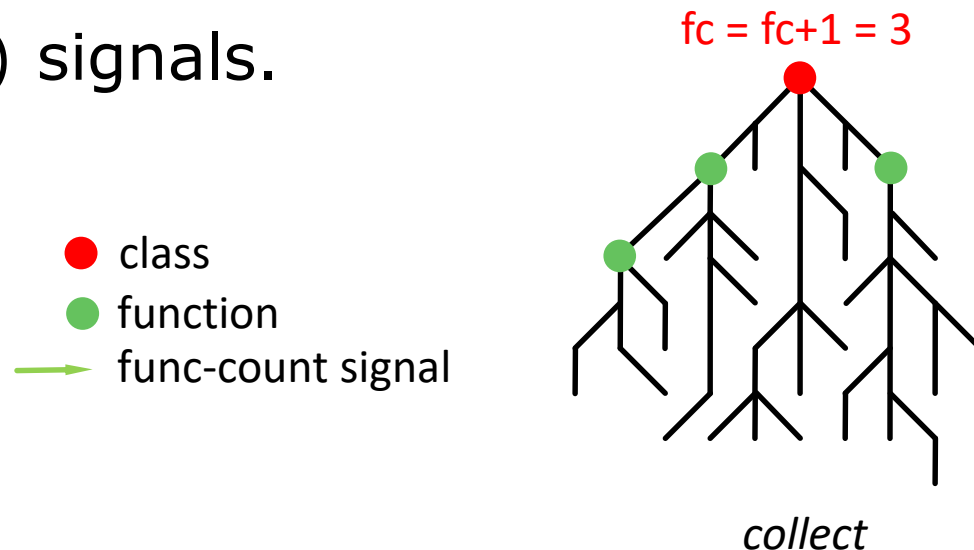 ) signals.
fc = fc+1 = 3
class
function
func-count signal
collect